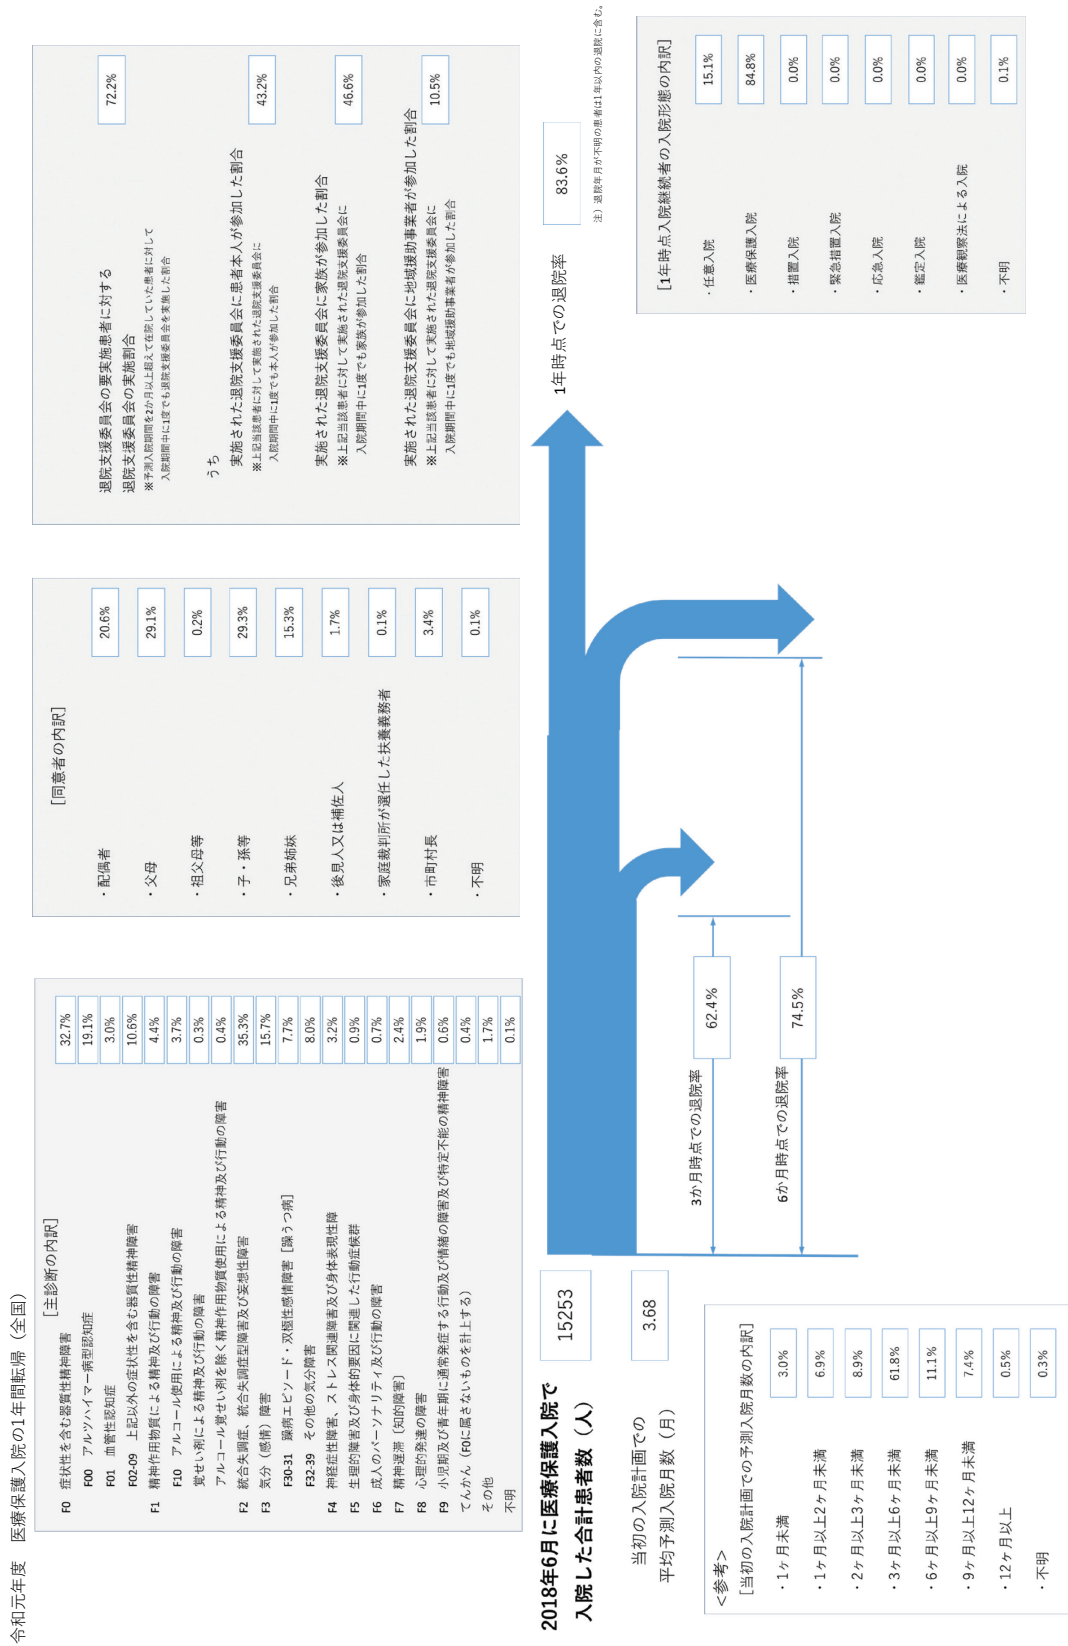 令和元年度　医療保護入院の1年間転帰（全国）
［主診断の内訳］
F0　症状性を含む器質性精神障害　32.7%
F00　アルツハイマー病型認知症　19.1%
F01　血管性認知症　3.0%
F02-09　上記以外の症状性を含む器質性精神障害　10.6%
F1　精神作用物質による精神及び行動の障害　4.4%
F10　アルコール使用による精神及び行動の障害　3.7%
覚せい剤による精神及び行動の障害　0.3%
アルコール覚せい剤を除く精神作用物質使用による精神及び行動の障害　0.4%
F2　統合失調症、統合失調症型障害及び妄想性障害　35.3%
F3　気分（感情）障害　15.7%
F30-31　躁病エピソード・双極性感情障害［躁うつ病］　7.7%
F32-39　その他の気分障害　8.0%
F4　神経症性障害、ストレス関連障害及び身体表現性障　3.2%
F5　生理的障害及び身体的要因に関連した行動症候群　0.9%
F6　成人のパーソナリティ及び行動の障害　0.7%
F7　精神遅滞〔知的障害〕　2.4%
F8　心理的発達の障害　1.9%
F9　小児期及び青年期に通常発症する行動及び情緒の障害及び特定不能の精神障害　0.6%
てんかん（F0に属さないものを計上する）　0.4%
その他　1.7%
不明　0.1%
［同意者の内訳］
・配偶者　20.6%
・父母　29.1%
・祖父母等　0.2%
・子・孫等　29.3%
・兄弟姉妹　15.3%
・後見人又は補佐人　1.7%
・家庭裁判所が選任した扶養義務者　0.1%
・市町村長　3.4%
・不明　0.1%
退院支援委員会の要実施患者に対する
退院支援委員会の実施割合　72.2%
※予測入院期間を2か月以上超えて在院していた患者に対して
入院期間中に1度でも退院支援委員会を実施した割合
うち
実施された退院支援委員会に患者本人が参加した割合　43.2%
※上記当該患者に対して実施された退院支援委員会に
入院期間中に1度でも本人が参加した割合
実施された退院支援委員会に家族が参加した割合　46.6%
※上記当該患者に対して実施された退院支援委員会に
入院期間中に1度でも家族が参加した割合
実施された退院支援委員会に地域援助事業者が参加した割合　10.5%
※上記当該患者に対して実施された退院支援委員会に
入院期間中に1度でも地域援助事業者が参加した割合
2018年6月に医療保護入院で
入院した合計患者数（人）　15253
当初の入院計画での
平均予測入院月数（月）　3.68
1年時点での退院率　83.6%
注）退院年月が不明の患者は1年以内の退院に含む。
3か月時点での退院率　62.4%
6か月時点での退院率　74.5%
＜参考＞
［当初の入院計画での予測入院月数の内訳］
・1ヶ月未満　3.0%
・1ヶ月以上2ヶ月未満　6.9%
・2ヶ月以上3ヶ月未満　8.9%
・3ヶ月以上6ヶ月未満　61.8%
・6ヶ月以上9ヶ月未満　11.1%
・9ヶ月以上12ヶ月未満　7.4%
・12ヶ月以上　0.5%
・不明　0.3%
［1年時点入院継続者の入院形態の内訳］
・任意入院　15.1%
・医療保護入院　84.8%
・措置入院　0.0%
・緊急措置入院　0.0%
・応急入院　0.0%
・鑑定入院　0.0%
・医療観察法による入院　0.0%
・不明　0.1%